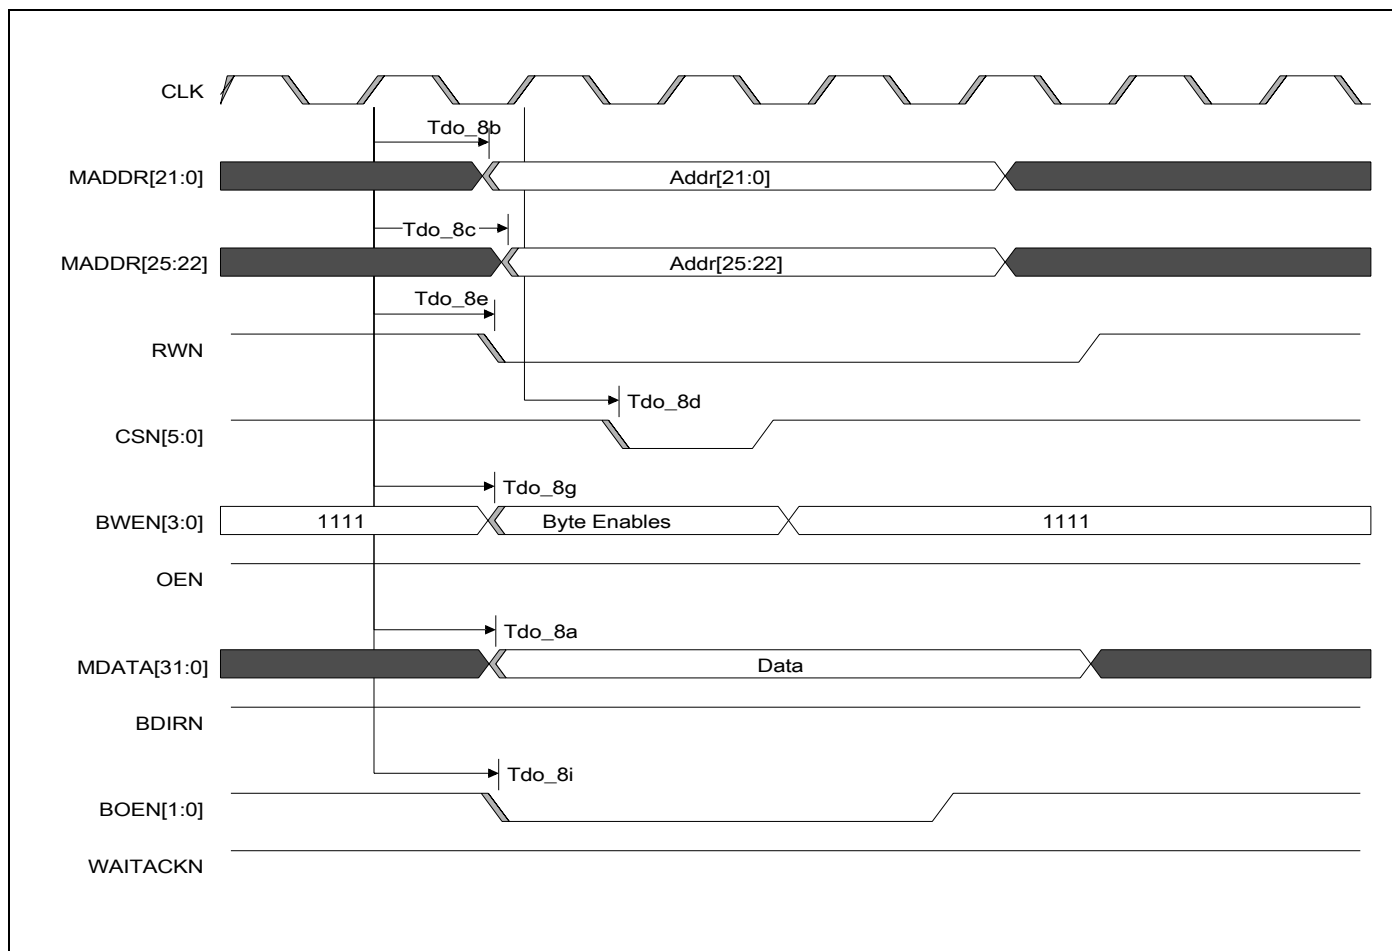 CLK
Tdo_8b
MADDR[21:0]
Addr[21:0]
Tdo_8c
MADDR[25:22]
Addr[25:22]
Tdo_8e
RWN
Tdo_8d
CSN[5:0]
Tdo_8g
BWEN[3:0]
1111
Byte Enables
1111
OEN
Tdo_8a
MDATA[31:0]
Data
BDIRN
Tdo_8i
BOEN[1:0]
WAITACKN